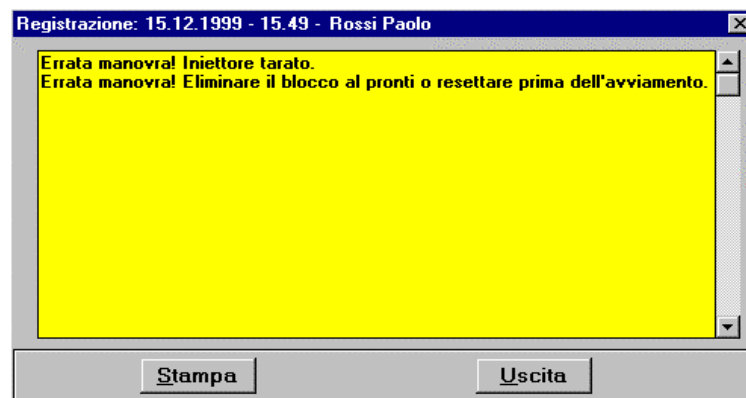 Registrazione: 15.12.1999 - 15.49 - Rossi Paolo
Errata manovra! Iniettore tarato.
Errata manovra! Eliminare il blocco al pronti o resettare prima dell'avviamento.
Stampa
Uscita